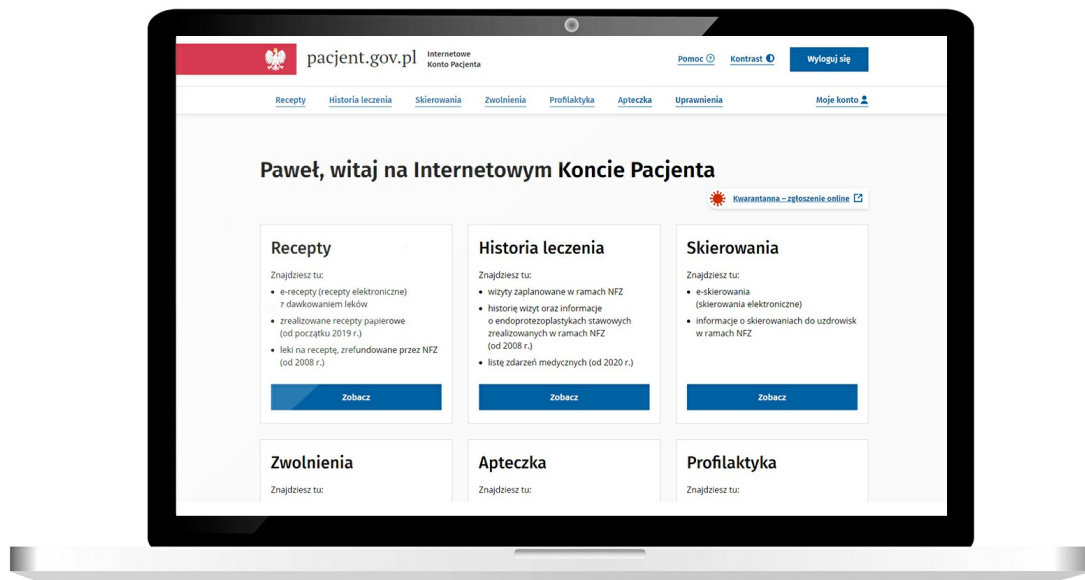 pacjent.gov.pl
Internetowe
Konto Pacjenta
Pomoc
Kontrast
Wyloguj się
Recepty Historia leczenia Skierowania Zwolnienia Profilaktyka Apteczka Uprawnienia Moje konto
Paweł, witaj na Internetowym Koncie Pacjenta
Kwarantanna – zgłoszenie online
Recepty
Znajdziesz tu:
• e-recepty (recepty elektroniczne)
z dawkowaniem leków
• zrealizowane recepty papierowe
(od początku 2019 r.)
• leki na receptę, zrefundowane przez NFZ
(od 2008 r.)
Zobacz
Historia leczenia
Znajdziesz tu:
• wizyty zaplanowane w ramach NFZ
• historię wizyt oraz informacje
o endoprotezoplastykach stawowych
zrealizowanych w ramach NFZ
(od 2008 r.)
• listę zdarzeń medycznych (od 2020 r.)
Zobacz
Skierowania
Znajdziesz tu:
• e-skierowania
(skierowania elektroniczne)
• informacje o skierowaniach do uzdrowisk
w ramach NFZ
Zobacz
Zwolnienia
Znajdziesz tu:
Apteczka
Znajdziesz tu:
Profilaktyka
Znajdziesz tu: